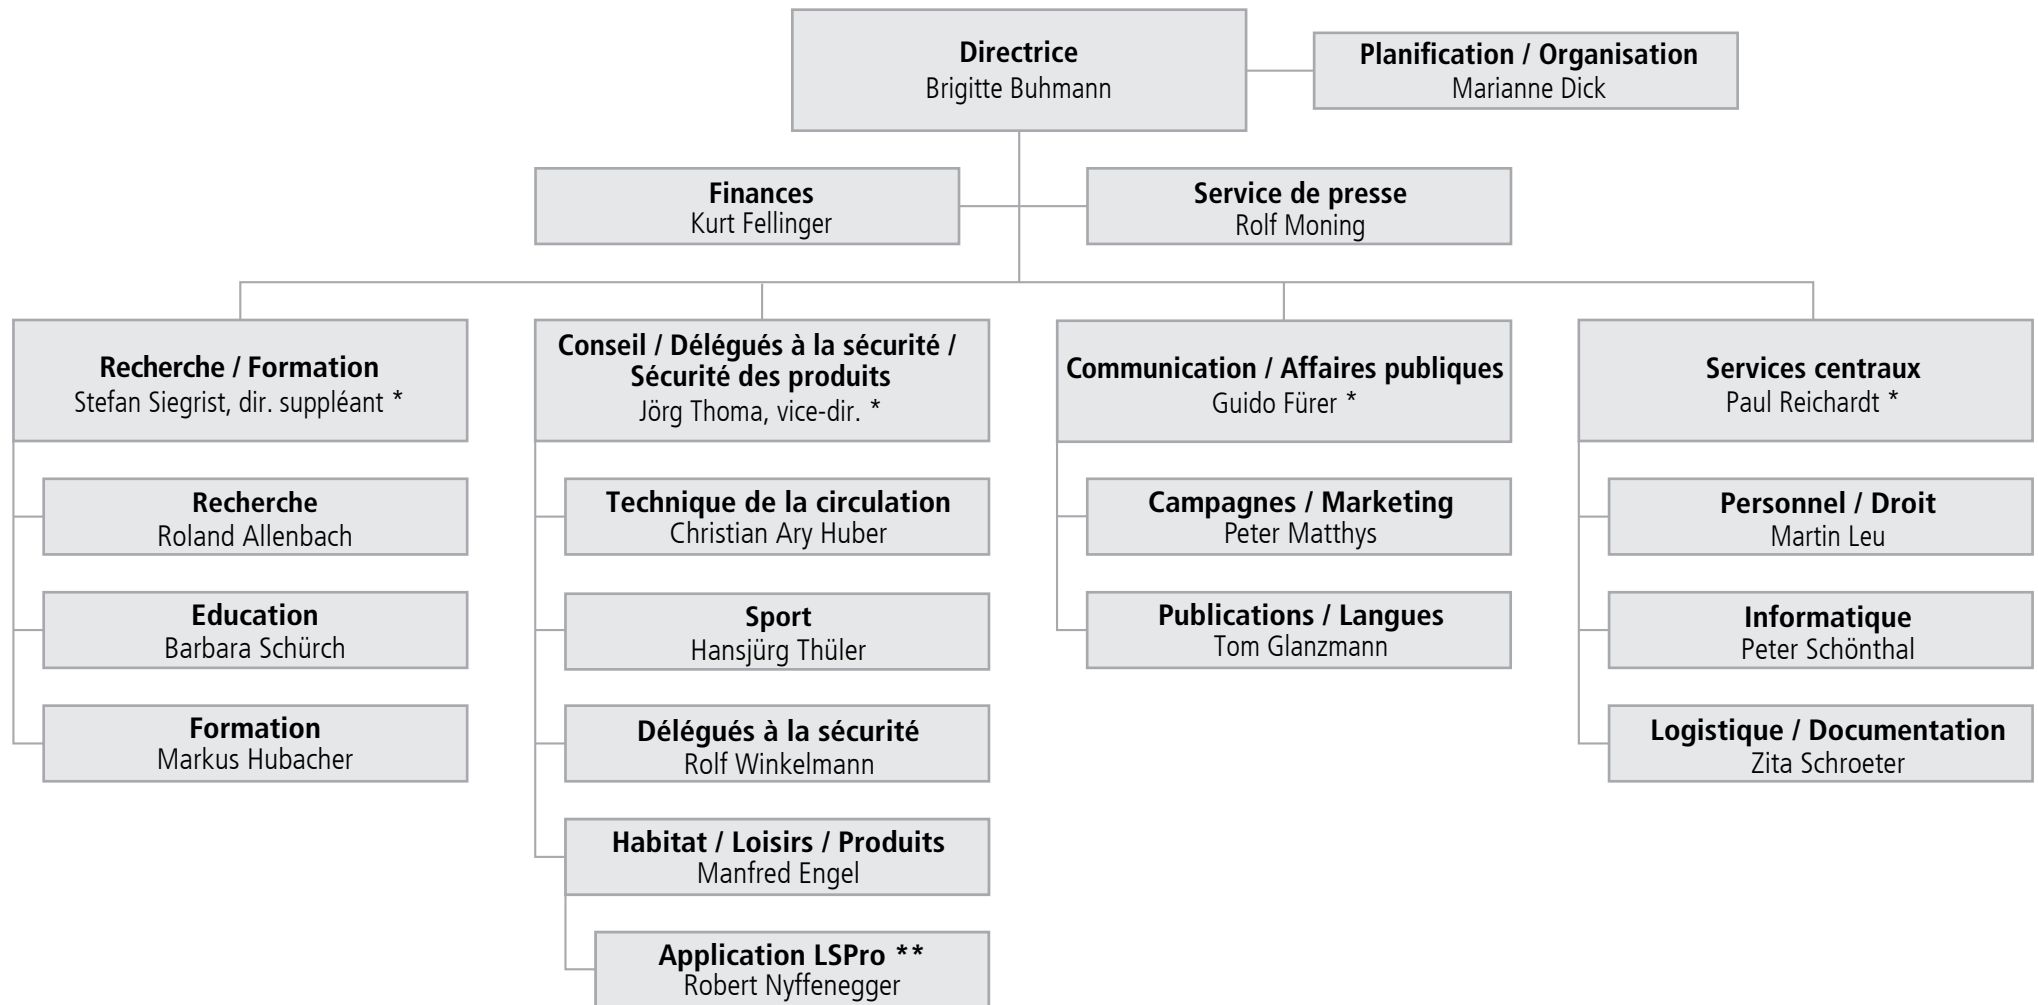 Directrice
Brigitte Buhmann
Planification / Organisation
Marianne Dick
Finances
Kurt Fellinger
Service de presse
Rolf Moning
Recherche / Formation
Stefan Siegrist, dir. suppléant *
Conseil / Délégués à la sécurité /
Sécurité des produits
Jörg Thoma, vice-dir. *
Communication / Affaires publiques
Guido Fürer *
Services centraux
Paul Reichardt *
Recherche
Roland Allenbach
Education
Barbara Schürch
Formation
Markus Hubacher
Technique de la circulation
Christian Ary Huber
Sport
Hansjürg Thüler
Délégués à la sécurité
Rolf Winkelmann
Habitat / Loisirs / Produits
Manfred Engel
Application LSPro **
Robert Nyffenegger
Campagnes / Marketing
Peter Matthys
Publications / Langues
Tom Glanzmann
Personnel / Droit
Martin Leu
Informatique
Peter Schönthal
Logistique / Documentation
Zita Schroeter